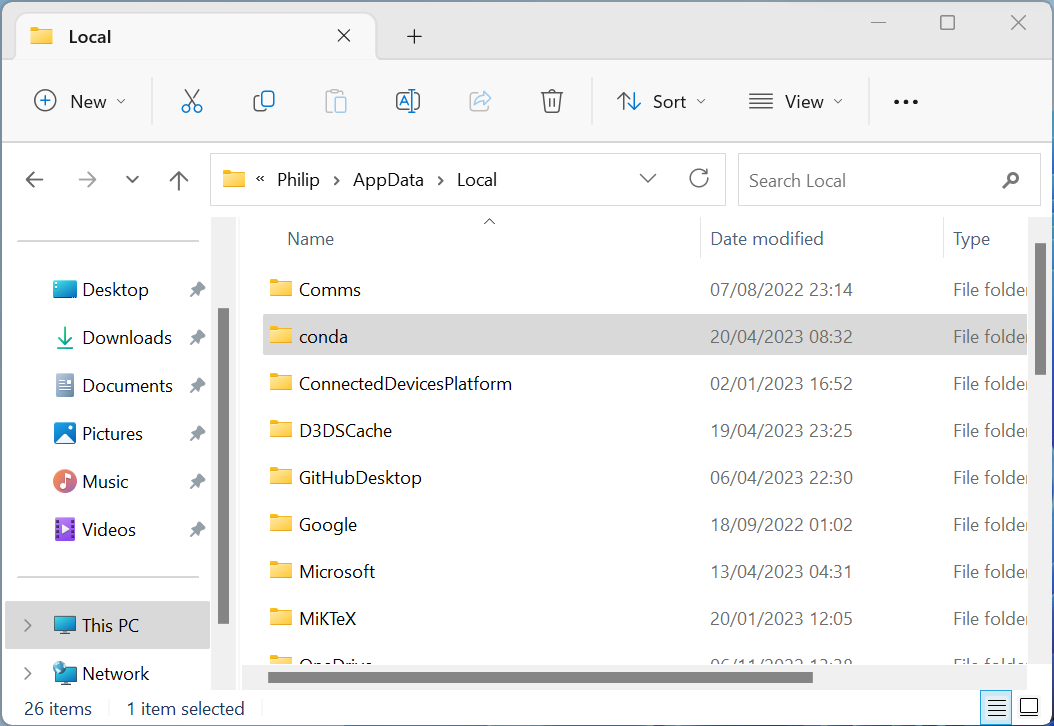 Local
New
Sort
View
« Philip > AppData > Local
Search Local
Name Date modified Type
Desktop
Downloads
Documents
Pictures
Music
Videos
This PC
Network
Comms 07/08/2022 23:14 File folder
conda 20/04/2023 08:32 File folder
ConnectedDevicesPlatform 02/01/2023 16:52 File folder
D3DSCache 19/04/2023 23:25 File folder
GitHubDesktop 06/04/2023 22:30 File folder
Google 18/09/2022 01:02 File folder
Microsoft 13/04/2023 04:31 File folder
MiKTeX 20/01/2023 12:05 File folder
OneDrive
26 items 1 item selected